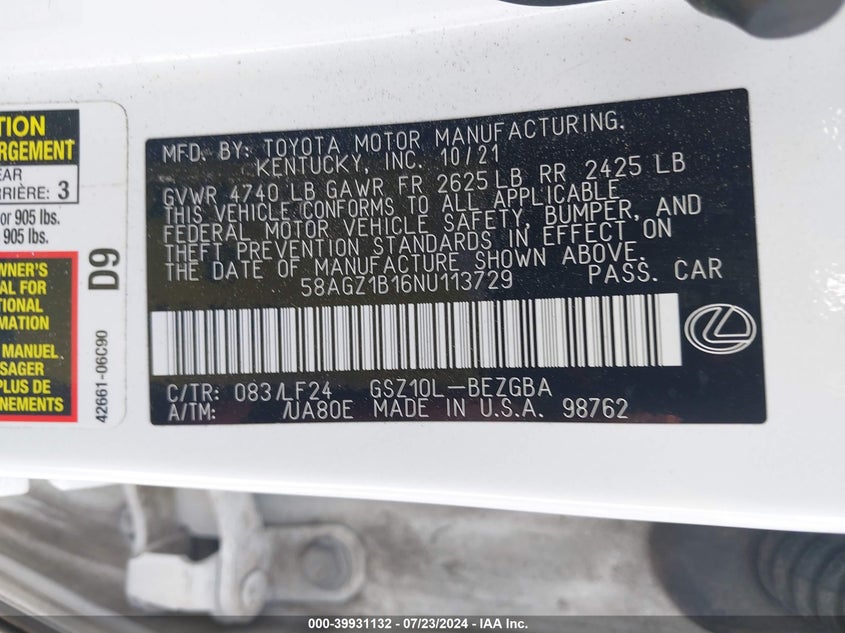 TION
RGEMENT
EAR
RIÈRE: 3
or 905 lbs.
905 lbs.
WNER'S
AL FOR
TIONAL
RMATION
MANUEL
SAGER
PLUS DE
GNEMENTS
D9
42661-06C90
MFD. BY: TOYOTA MOTOR MANUFACTURING.
KENTUCKY, INC. 10/21
GVWR 4740 LB GAWR FR 2625 LB RR 2425 LB
THIS VEHICLE CONFORMS TO ALL APPLICABLE
FEDERAL MOTOR VEHICLE SAFETY, BUMPER, AND
THEFT PREVENTION STANDARDS IN EFFECT ON
THE DATE OF MANUFACTURE SHOWN ABOVE.
58AGZ1B16NU113729 PASS. CAR
C/TR: 083/LF24 GSZ10L-BEZGBA
A/TM: /UA80E MADE IN U.S.A. 98762
000-39931132 - 07/23/2024 - IAA Inc.